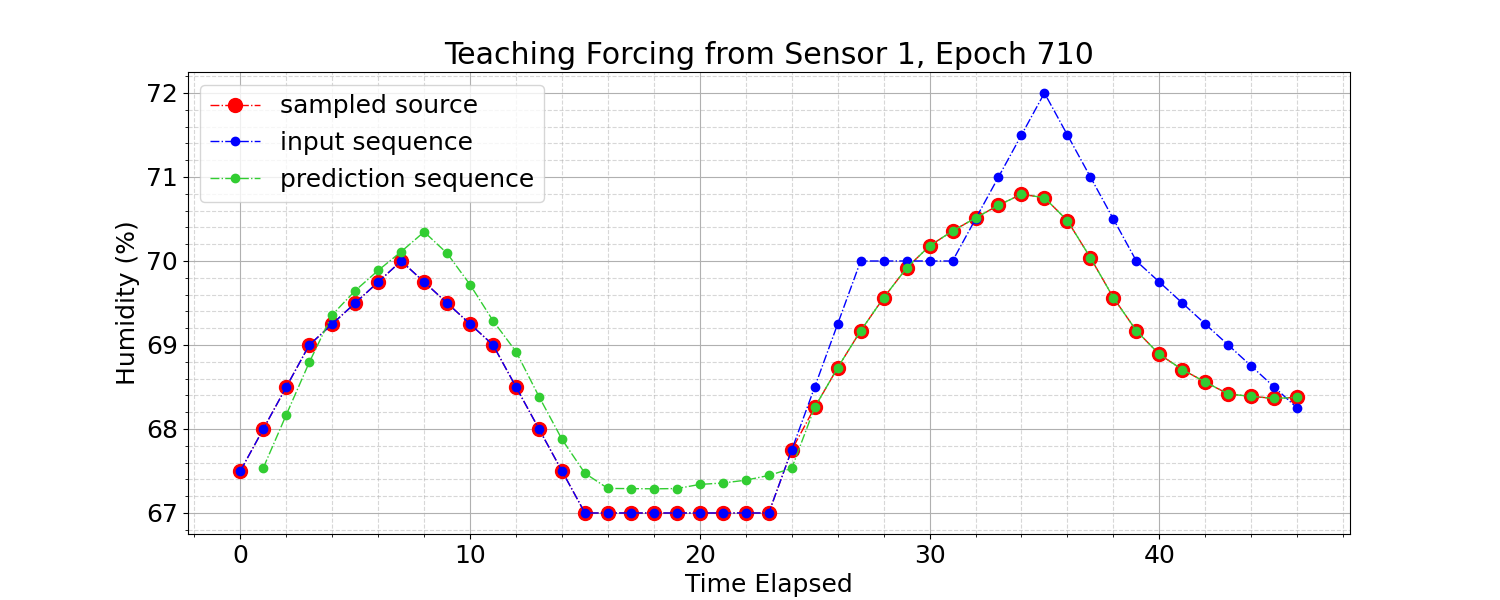 Teaching Forcing from Sensor 1, Epoch 710
sampled source
input sequence
prediction sequence
Humidity (%)
72
71
70
69
68
67
0 10 20 30 40
Time Elapsed